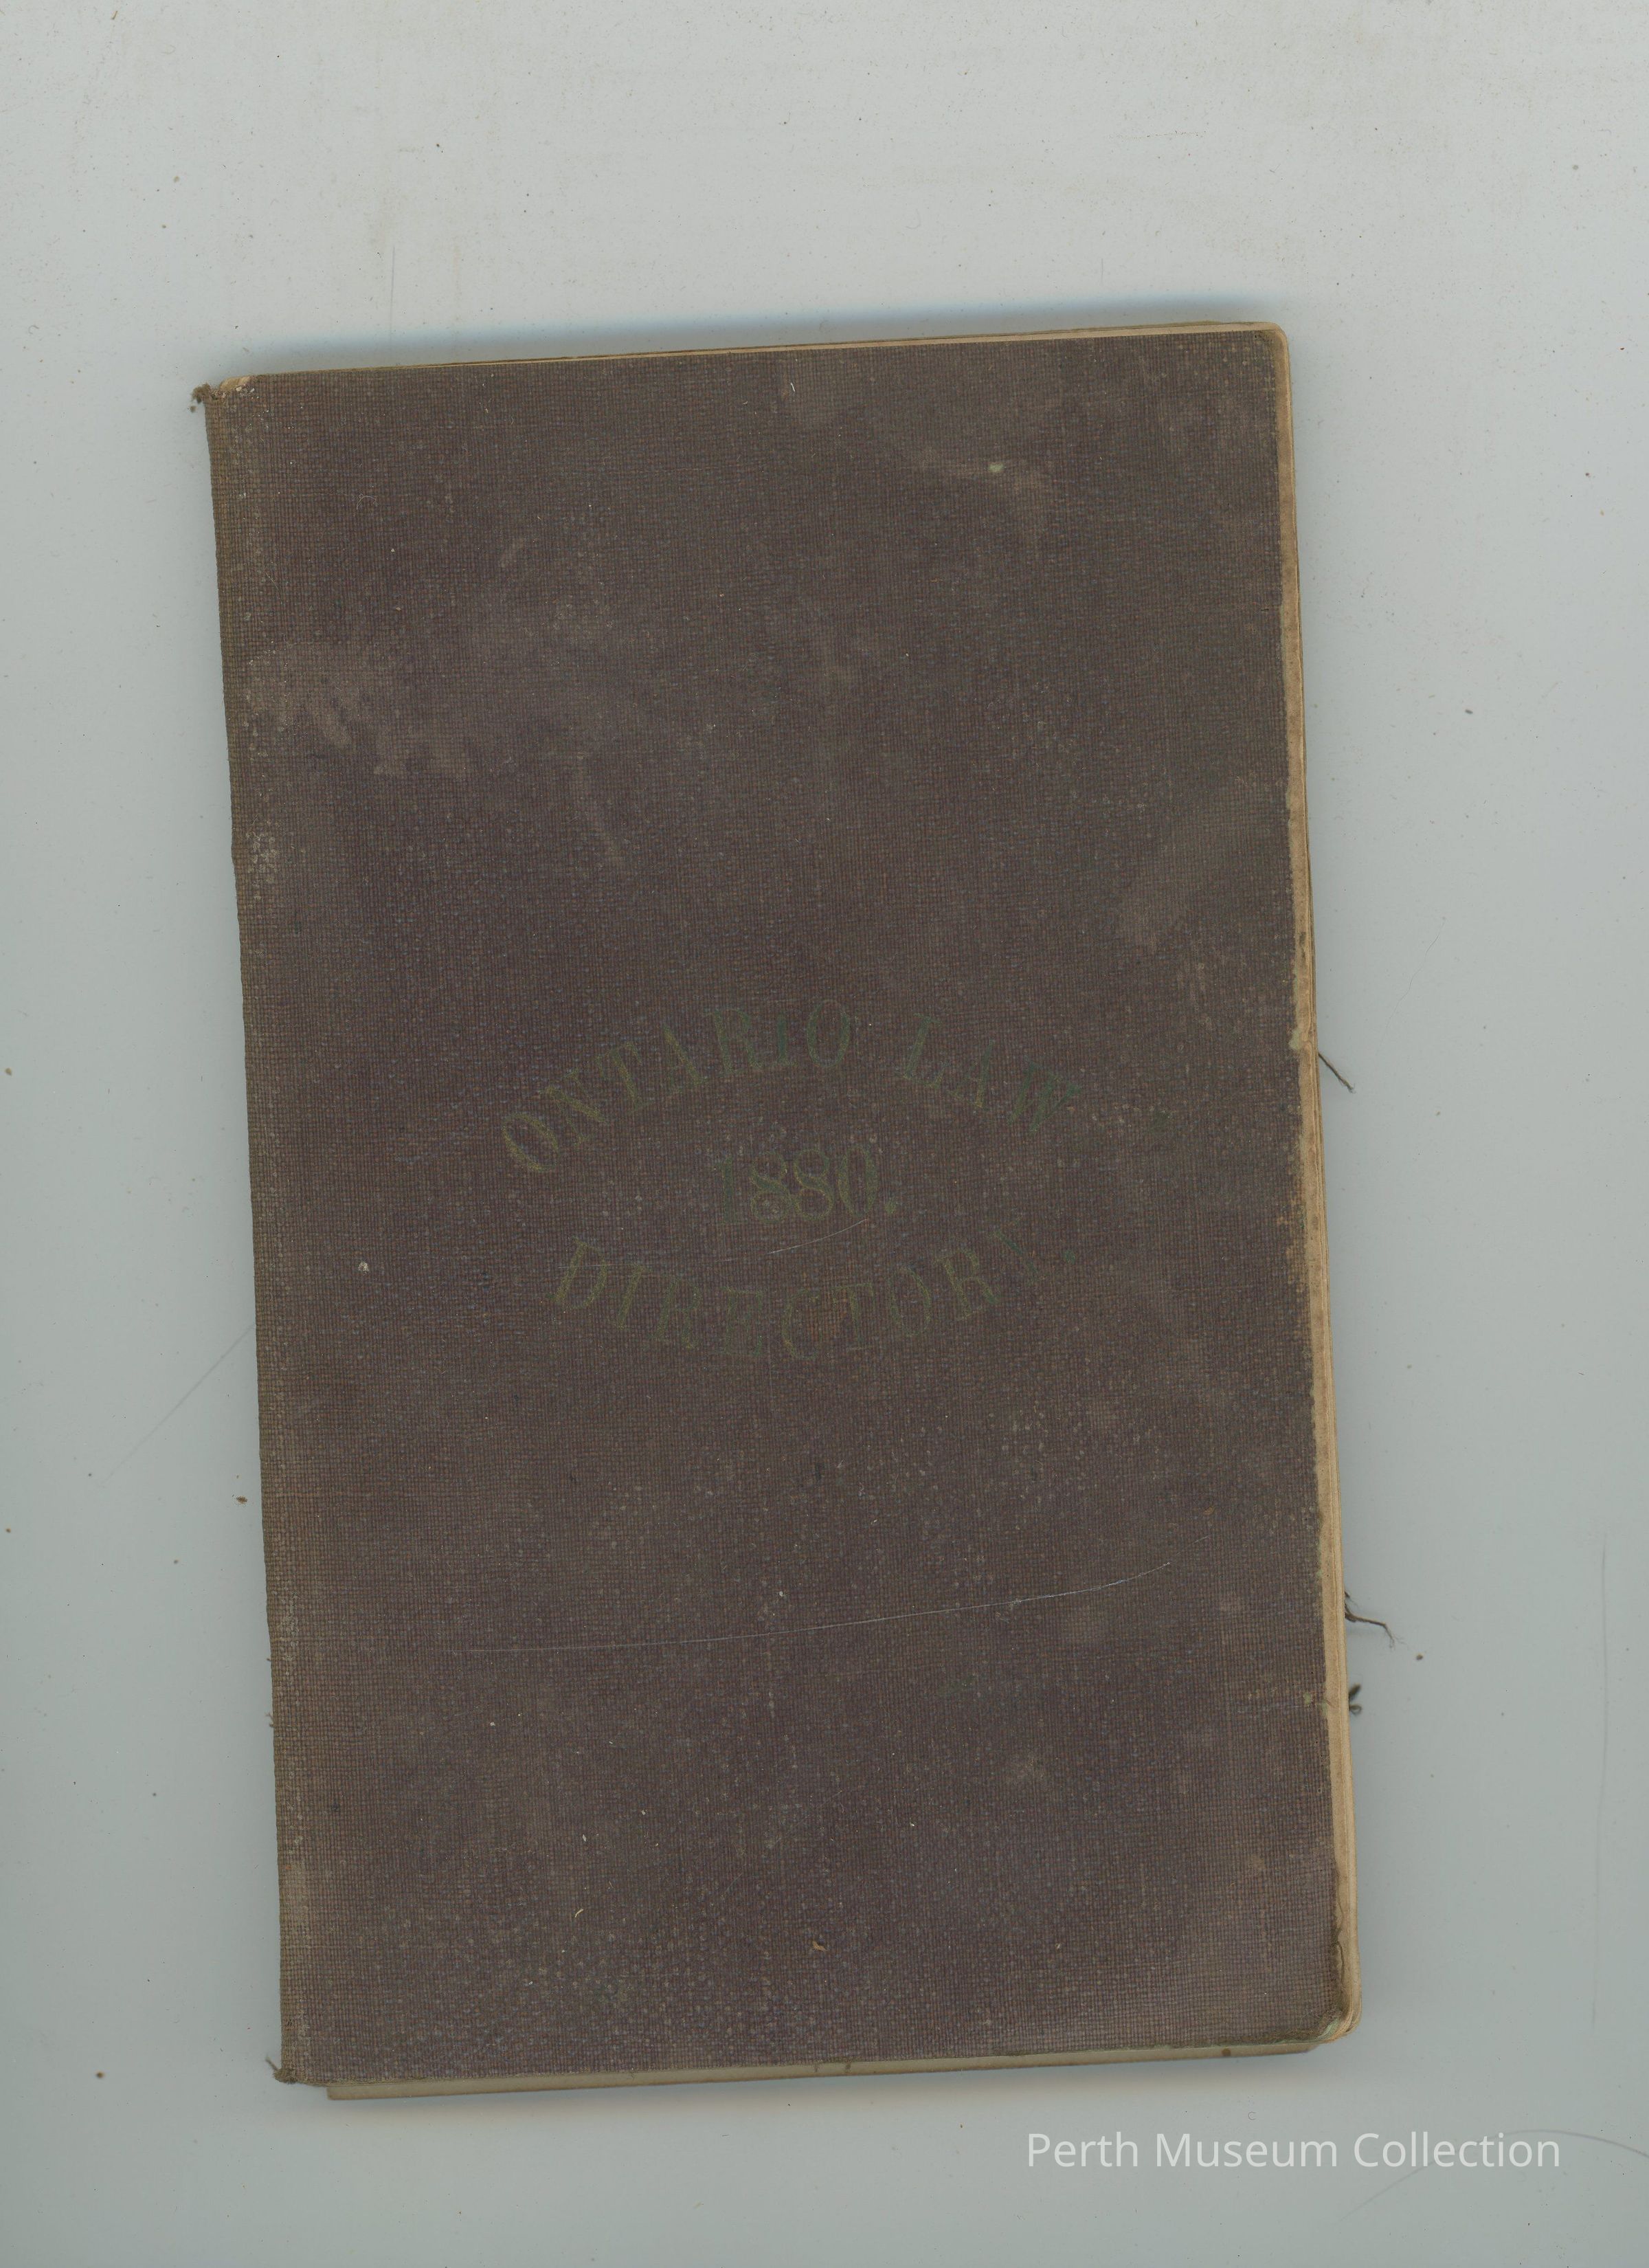 ONTARIO LAW
1880.
DIRECTORY.
Perth Museum Collection